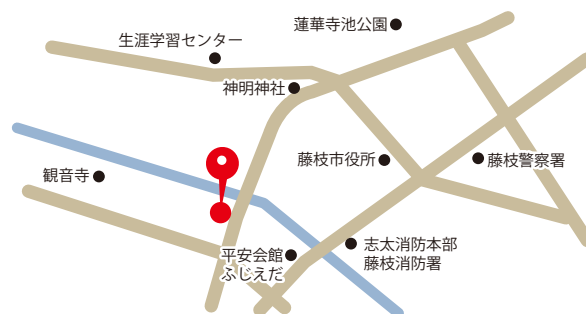 蓮華寺池公園
生涯学習センター
神明神社
藤枝市役所
藤枝警察署
観音寺
平安会館
ふじえだ
志太消防本部
藤枝消防署